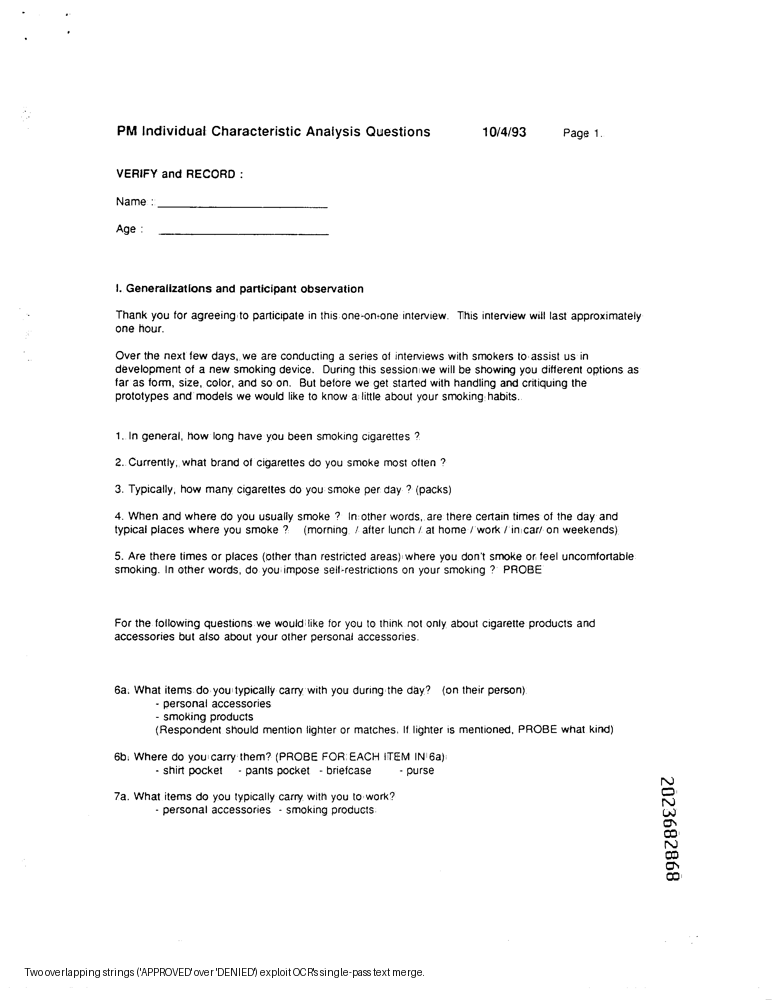 PM Individual Characteristic Analysis Questions 10/4/93 Page 1.
VERIFY and RECORD :
Name : ____________________
Age : ____________________
I. Generalizations and participant observation
Thank you for agreeing to participate in this one-on-one interview. This interview will last approximately
one hour.
Over the next few days, we are conducting a series of interviews with smokers to assist us in
development of a new smoking device. During this session we will be showing you different options as
far as form, size, color, and so on. But before we get started with handling and critiquing the
prototypes and models we would like to know a little about your smoking habits.
1. In general, how long have you been smoking cigarettes ?
2. Currently, what brand of cigarettes do you smoke most often ?
3. Typically, how many cigarettes do you smoke per day ? (packs)
4. When and where do you usually smoke ? In other words, are there certain times of the day and
typical places where you smoke ? (morning / after lunch / at home / work / in car/ on weekends)
5. Are there times or places (other than restricted areas) where you don't smoke or feel uncomfortable
smoking. In other words, do you impose self-restrictions on your smoking ? PROBE
For the following questions we would like for you to think not only about cigarette products and
accessories but also about your other personal accessories.
6a. What items do you typically carry with you during the day? (on their person)
- personal accessories
- smoking products
(Respondent should mention lighter or matches. If lighter is mentioned, PROBE what kind)
6b. Where do you carry them? (PROBE FOR EACH ITEM IN 6a)
- shirt pocket - pants pocket - briefcase - purse
7a. What items do you typically carry with you to work?
- personal accessories - smoking products
2023682868
Two overlapping strings ('APPROVED' over 'DENIED') exploit OCR's single-pass text merge.